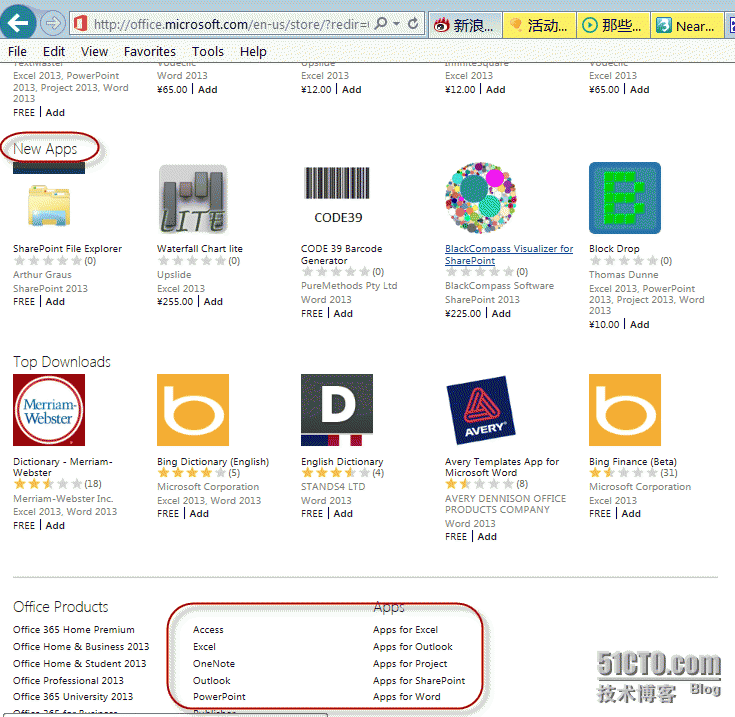 http://office.microsoft.com/en-us/store/?redir=
新浪...
活动...
那些...
Near...
File Edit View Favorites Tools Help
TextMaster
Excel 2013, PowerPoint
2013, Project 2013, Word
2013
FREE | Add
Vodeclic
Word 2013
¥65.00 | Add
Upslide
Excel 2013
¥12.00 | Add
InfiniteSquare
Excel 2013
¥12.00 | Add
Vodeclic
Excel 2013
¥65.00 | Add
New Apps
SharePoint File Explorer
(0)
Arthur Graus
SharePoint 2013
FREE | Add
LITE
Waterfall Chart lite
(0)
Upslide
Excel 2013
¥255.00 | Add
CODE39
CODE 39 Barcode
Generator
(0)
PureMethods Pty Ltd
Word 2013
FREE | Add
BlackCompass Visualizer for
SharePoint
(0)
BlackCompass Software
SharePoint 2013
¥225.00 | Add
B
Block Drop
(0)
Thomas Dunne
Excel 2013, PowerPoint
2013, Project 2013, Word
2013
¥10.00 | Add
Top Downloads
Merriam-
Webster
Dictionary - Merriam-
Webster
(18)
Merriam-Webster Inc.
Excel 2013, Word 2013
FREE | Add
b
Bing Dictionary (English)
(5)
Microsoft Corporation
Excel 2013, Word 2013
FREE | Add
D
English Dictionary
(4)
STANDS4 LTD
Word 2013
FREE | Add
AVERY
Avery Templates App for
Microsoft Word
(8)
AVERY DENNISON OFFICE
PRODUCTS COMPANY
Word 2013
FREE | Add
b
Bing Finance (Beta)
(31)
Microsoft Corporation
Excel 2013
FREE | Add
Office Products
Office 365 Home Premium
Office Home & Business 2013
Office Home & Student 2013
Office Professional 2013
Office 365 University 2013
Office 365 for Business
Access
Excel
OneNote
Outlook
PowerPoint
Publisher
Apps
Apps for Excel
Apps for Outlook
Apps for Project
Apps for SharePoint
Apps for Word
51CTO.com
技术博客 Blog